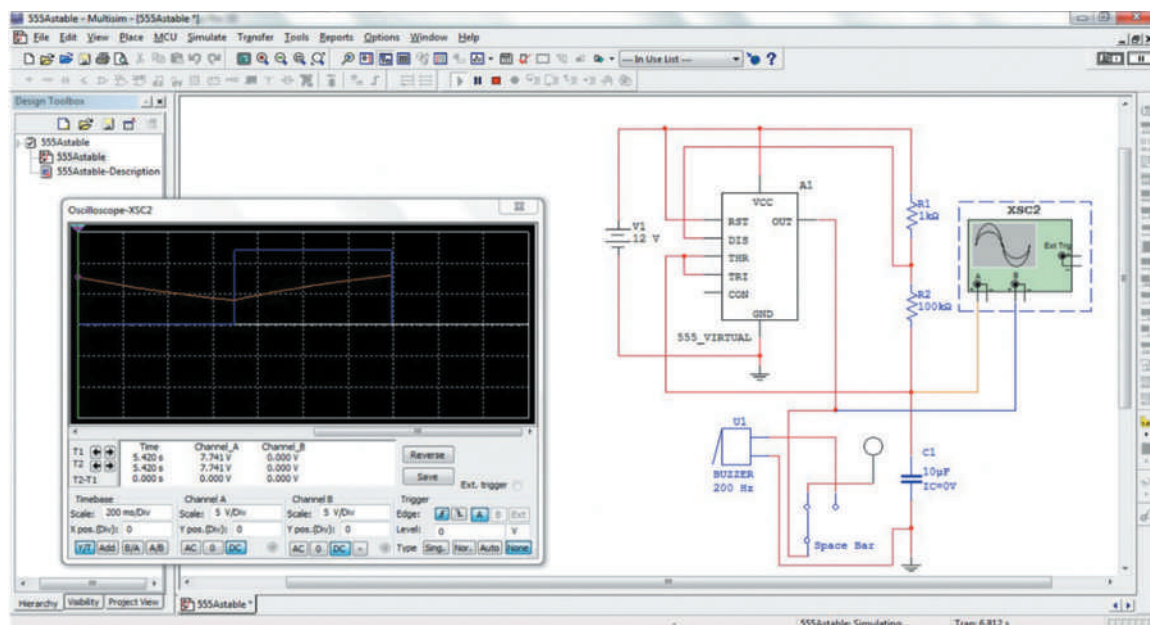 555Astable - Multisim - [555Astable *]
File Edit View Place MCU Simulate Transfer Tools Reports Options Window Help
--- In Use List ---
Design Toolbox
555Astable
555Astable
555Astable-Description
Oscilloscope-XSC2
Time Channel_A Channel_B
T1 5.420 s 7.741 V 0.000 V
T2 5.420 s 7.741 V 0.000 V
T2-T1 0.000 s 0.000 V 0.000 V
Reverse
Save
Ext. trigger
Timebase
Scale: 200 ms/Div
X pos.(Div): 0
Y/T Add B/A A/B
Channel A
Scale: 5 V/Div
Y pos.(Div): 0
AC 0 DC
Channel B
Scale: 5 V/Div
Y pos.(Div): 0
AC 0 DC -
Trigger
Edge: A B Ext
Level: 0 V
Type Sing. Nor. Auto None
V1
12 V
A1
VCC
RST OUT
DIS
THR
TRI
CON
GND
555_VIRTUAL
R1
1kΩ
R2
100kΩ
XSC2
Ext Trig
A B
U1
BUZZER
200 Hz
Space Bar
C1
10µF
IC=0V
Hierarchy Visibility Project View
555Astable *
555Astable: Simulating... Tran: 6.812 s